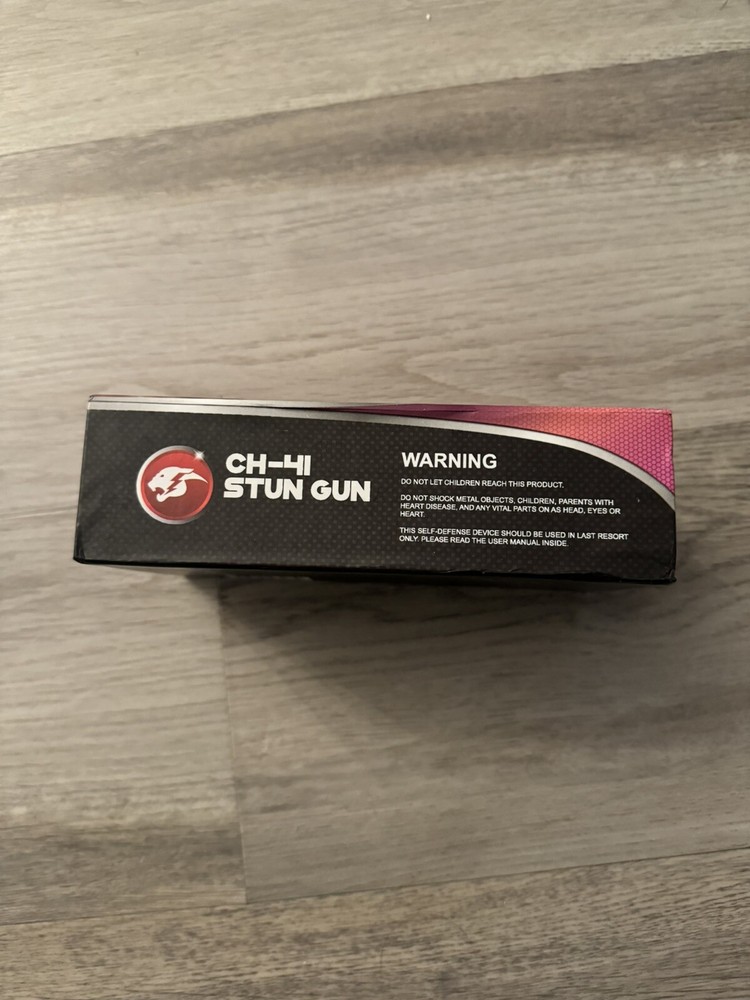 CH-41
STUN GUN
WARNING
DO NOT LET CHILDREN REACH THIS PRODUCT.
DO NOT SHOCK METAL OBJECTS, CHILDREN, PARENTS WITH
HEART DISEASE, AND ANY VITAL PARTS ON AS HEAD, EYES OR
HEART.
THIS SELF-DEFENSE DEVICE SHOULD BE USED IN LAST RESORT
ONLY. PLEASE READ THE USER MANUAL INSIDE.